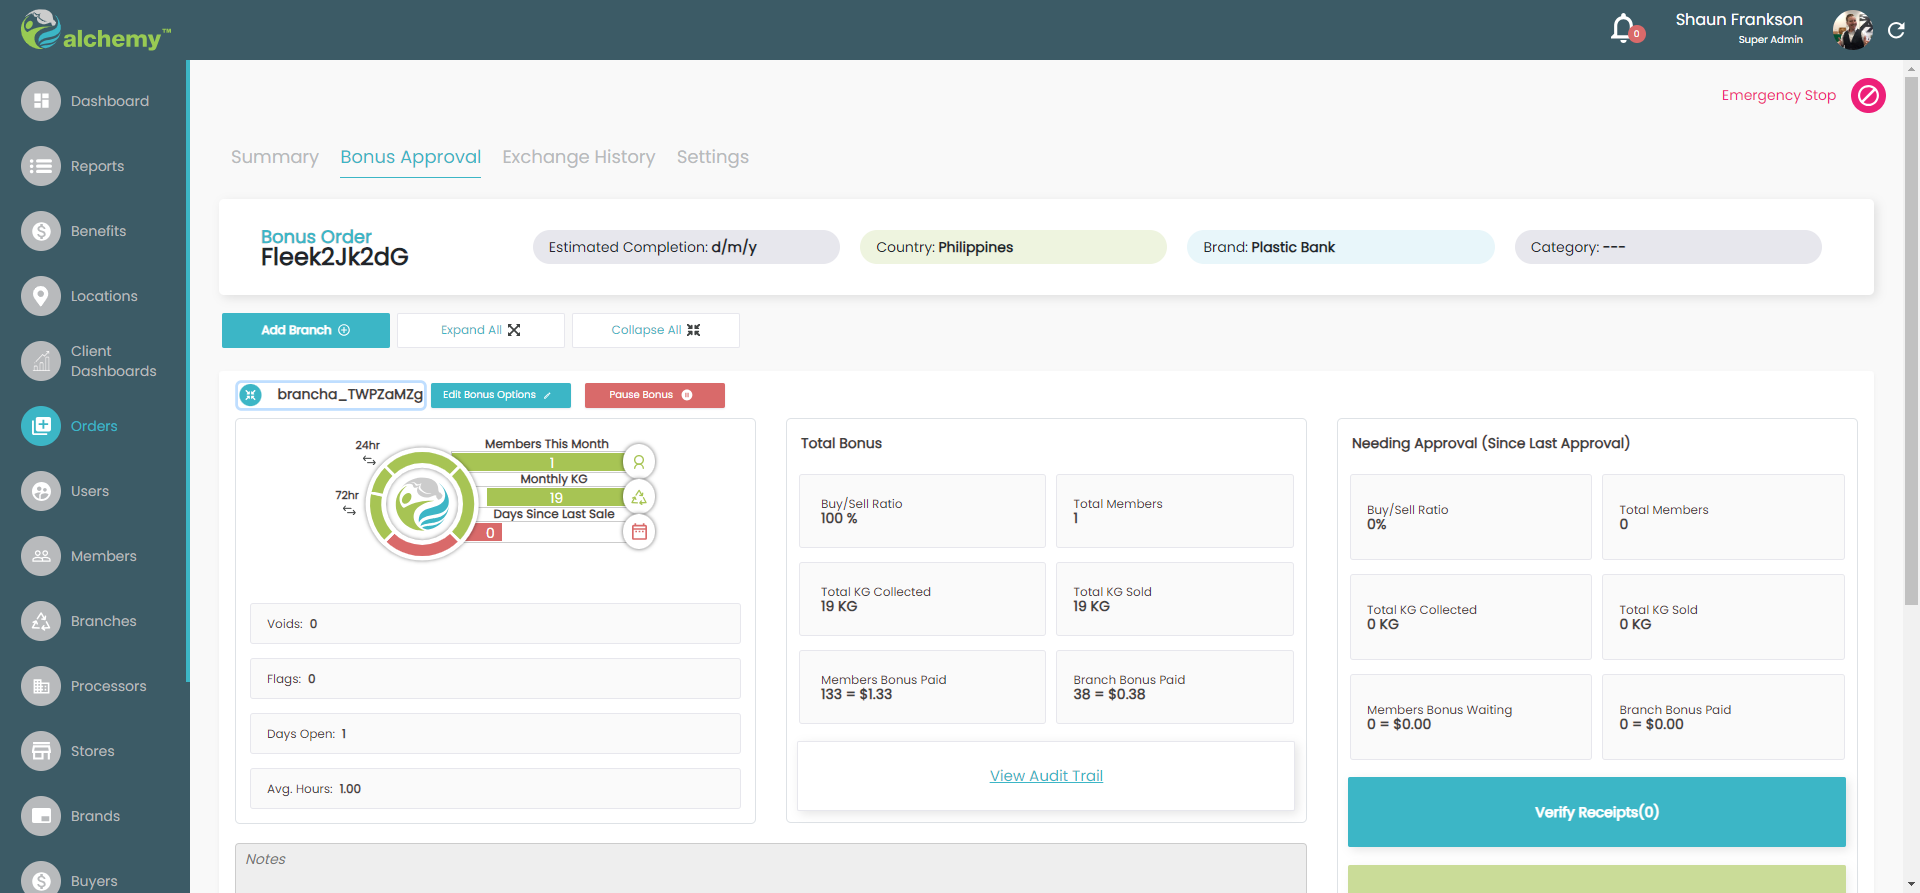 alchemy™
0
Shaun Frankson
Super Admin
Dashboard
Reports
Benefits
Locations
Client
Dashboards
Orders
Users
Members
Branches
Processors
Stores
Brands
Buyers
Emergency Stop
Summary
Bonus Approval
Exchange History
Settings
Bonus Order
Fleek2Jk2dG
Estimated Completion: d/m/y
Country: Philippines
Brand: Plastic Bank
Category: ---
Add Branch
Expand All
Collapse All
brancha_TWPZaMZg
Edit Bonus Options
Pause Bonus
24hr
72hr
Members This Month
1
Monthly KG
19
Days Since Last Sale
0
Voids: 0
Flags: 0
Days Open: 1
Avg. Hours: 1.00
Total Bonus
Buy/Sell Ratio
100 %
Total Members
1
Total KG Collected
19 KG
Total KG Sold
19 KG
Members Bonus Paid
133 = $1.33
Branch Bonus Paid
38 = $0.38
View Audit Trail
Needing Approval (Since Last Approval)
Buy/Sell Ratio
0%
Total Members
0
Total KG Collected
0 KG
Total KG Sold
0 KG
Members Bonus Waiting
0 = $0.00
Branch Bonus Paid
0 = $0.00
Verify Receipts(0)
Notes